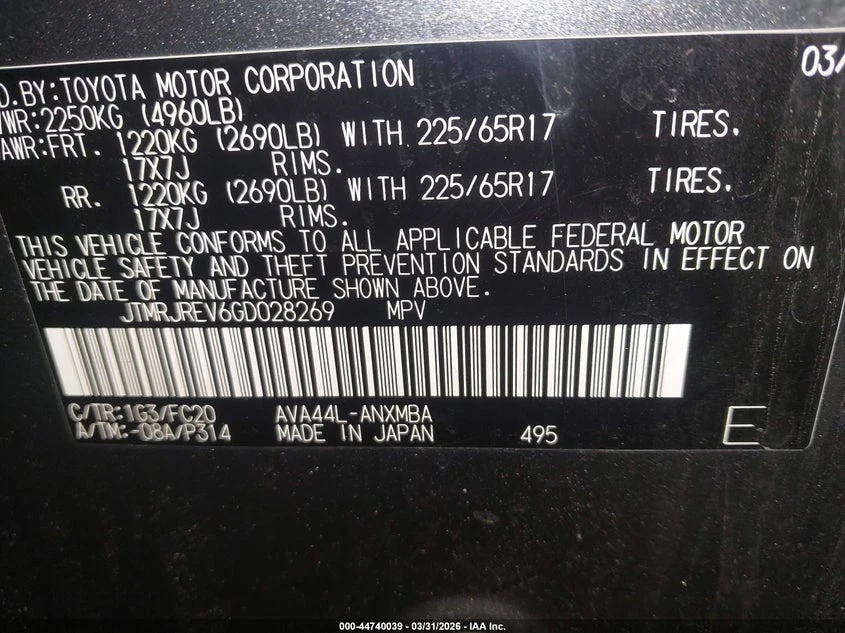 D.BY:TOYOTA MOTOR CORPORATION 03/
VWR:2250KG (4960LB)
AWR:FRT. 1220KG (2690LB) WITH 225/65R17 TIRES.
17X7J RIMS.
RR. 1220KG (2690LB) WITH 225/65R17 TIRES.
17X7J RIMS.
THIS VEHICLE CONFORMS TO ALL APPLICABLE FEDERAL MOTOR
VEHICLE SAFETY AND THEFT PREVENTION STANDARDS IN EFFECT ON
THE DATE OF MANUFACTURE SHOWN ABOVE.
JTMRJREV6GD028269 MPV
C/TR:1G3/FC20 AVA44L-ANXMBA
A/TM:-08A/P314 MADE IN JAPAN 495 E
000-44740039 - 03/31/2026 - IAA Inc.